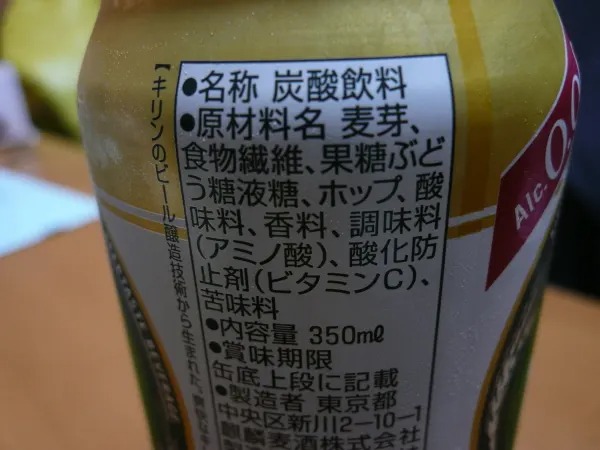 ●名称 炭酸飲料
●原材料名 麦芽、
食物繊維、果糖ぶど
う糖液糖、ホップ、酸
味料、香料、調味料
(アミノ酸)、酸化防
止剤(ビタミンC)、
苦味料
●内容量 350mℓ
●賞味期限
缶底上段に記載
●製造者 東京都
中央区新川2-10-1
麒麟麦酒株式会社
【キリンのビール醸造技術から生まれた、
Alc. 0.0